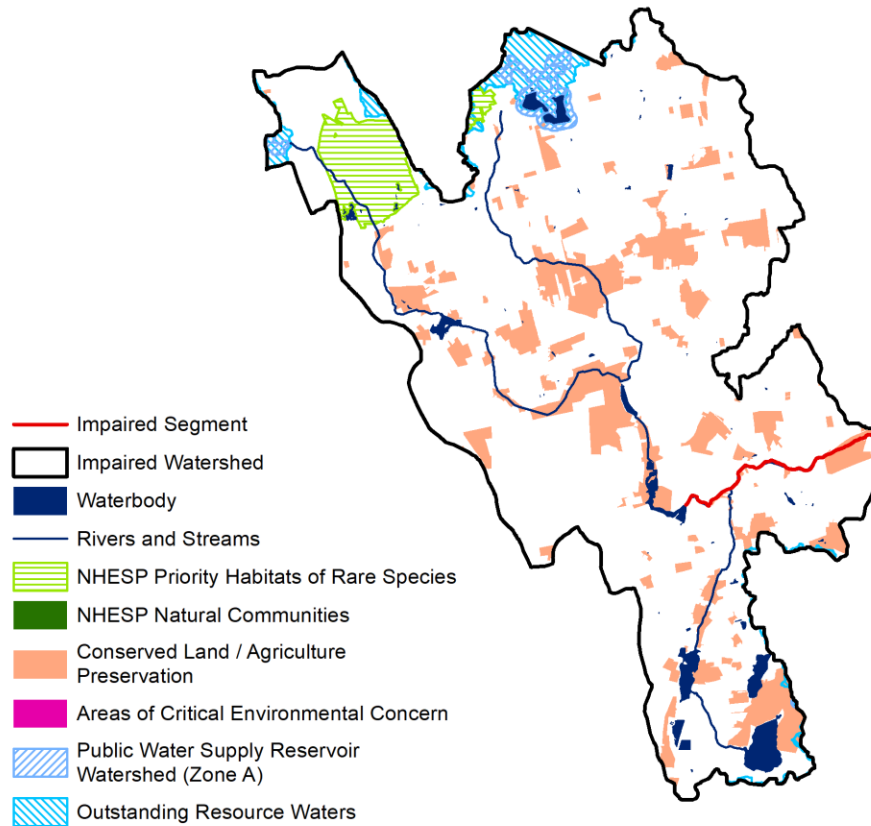 Impaired Segment
Impaired Watershed
Waterbody
Rivers and Streams
NHESP Priority Habitats of Rare Species
NHESP Natural Communities
Conserved Land / Agriculture
Preservation
Areas of Critical Environmental Concern
Public Water Supply Reservoir
Watershed (Zone A)
Outstanding Resource Waters